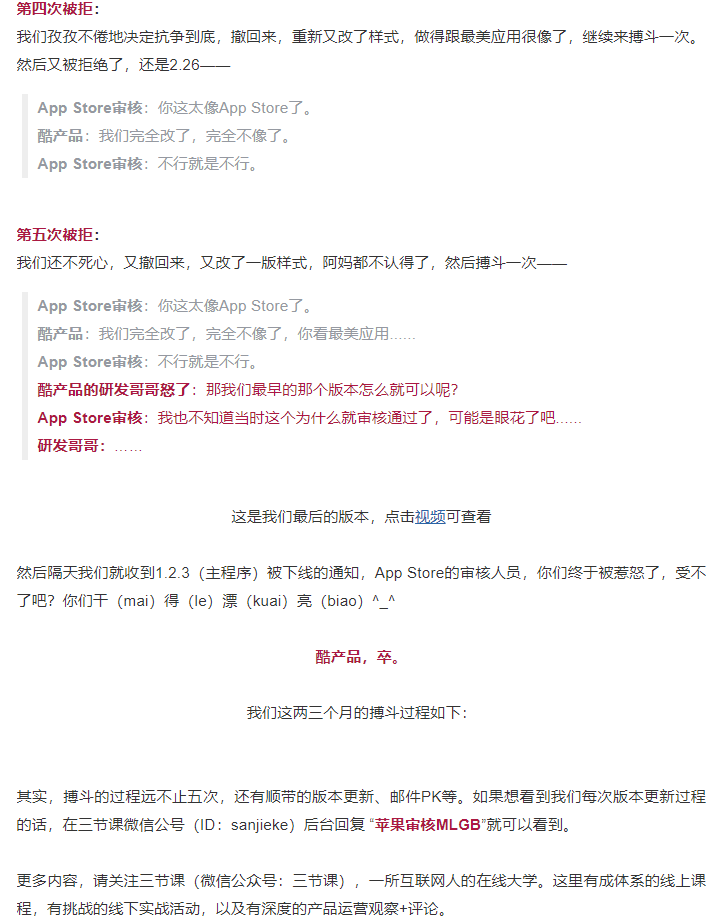 第四次被拒：
我们孜孜不倦地决定抗争到底，撤回来，重新又改了样式，做得跟最美应用很像了，继续来搏斗一次。
然后又被拒绝了，还是2.26——
App Store审核：你这太像App Store了。
酷产品：我们完全改了，完全不像了。
App Store审核：不行就是不行。
第五次被拒：
我们还不死心，又撤回来，又改了一版样式，阿妈都不认得了，然后搏斗一次——
App Store审核：你这太像App Store了。
酷产品：我们完全改了，完全不像了，你看最美应用......
App Store审核：不行就是不行。
酷产品的研发哥哥怒了：那我们最早的那个版本怎么就可以呢？
App Store审核：我也不知道当时这个为什么就审核通过了，可能是眼花了吧......
研发哥哥：……
这是我们最后的版本，点击视频可查看
然后隔天我们就收到1.2.3（主程序）被下线的通知，App Store的审核人员，你们终于被惹怒了，受不
了吧？你们干（mai）得（le）漂（kuai）亮（biao）^_^
酷产品，卒。
我们这两三个月的搏斗过程如下：
其实，搏斗的过程远不止五次，还有顺带的版本更新、邮件PK等。如果想看到我们每次版本更新过程
的话，在三节课微信公号（ID：sanjieke）后台回复 “苹果审核MLGB”就可以看到。
更多内容，请关注三节课（微信公众号：三节课），一所互联网人的在线大学。这里有成体系的线上课
程，有挑战的线下实战活动，以及有深度的产品运营观察+评论。